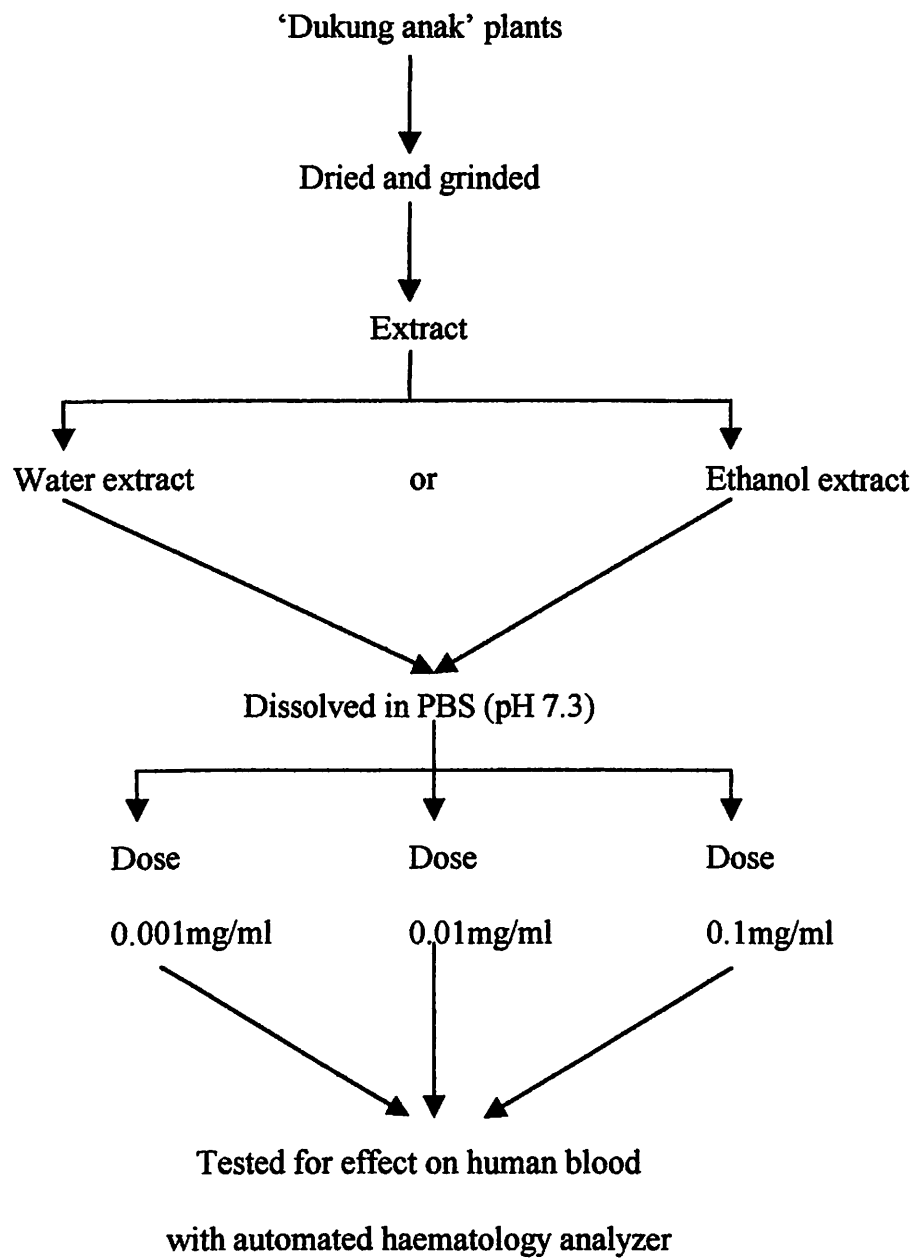 ‘Dukung anak’ plants
Dried and grinded
Extract
Water extract or Ethanol extract
Dissolved in PBS (pH 7.3)
Dose Dose Dose
0.001mg/ml 0.01mg/ml 0.1mg/ml
Tested for effect on human blood
with automated haematology analyzer